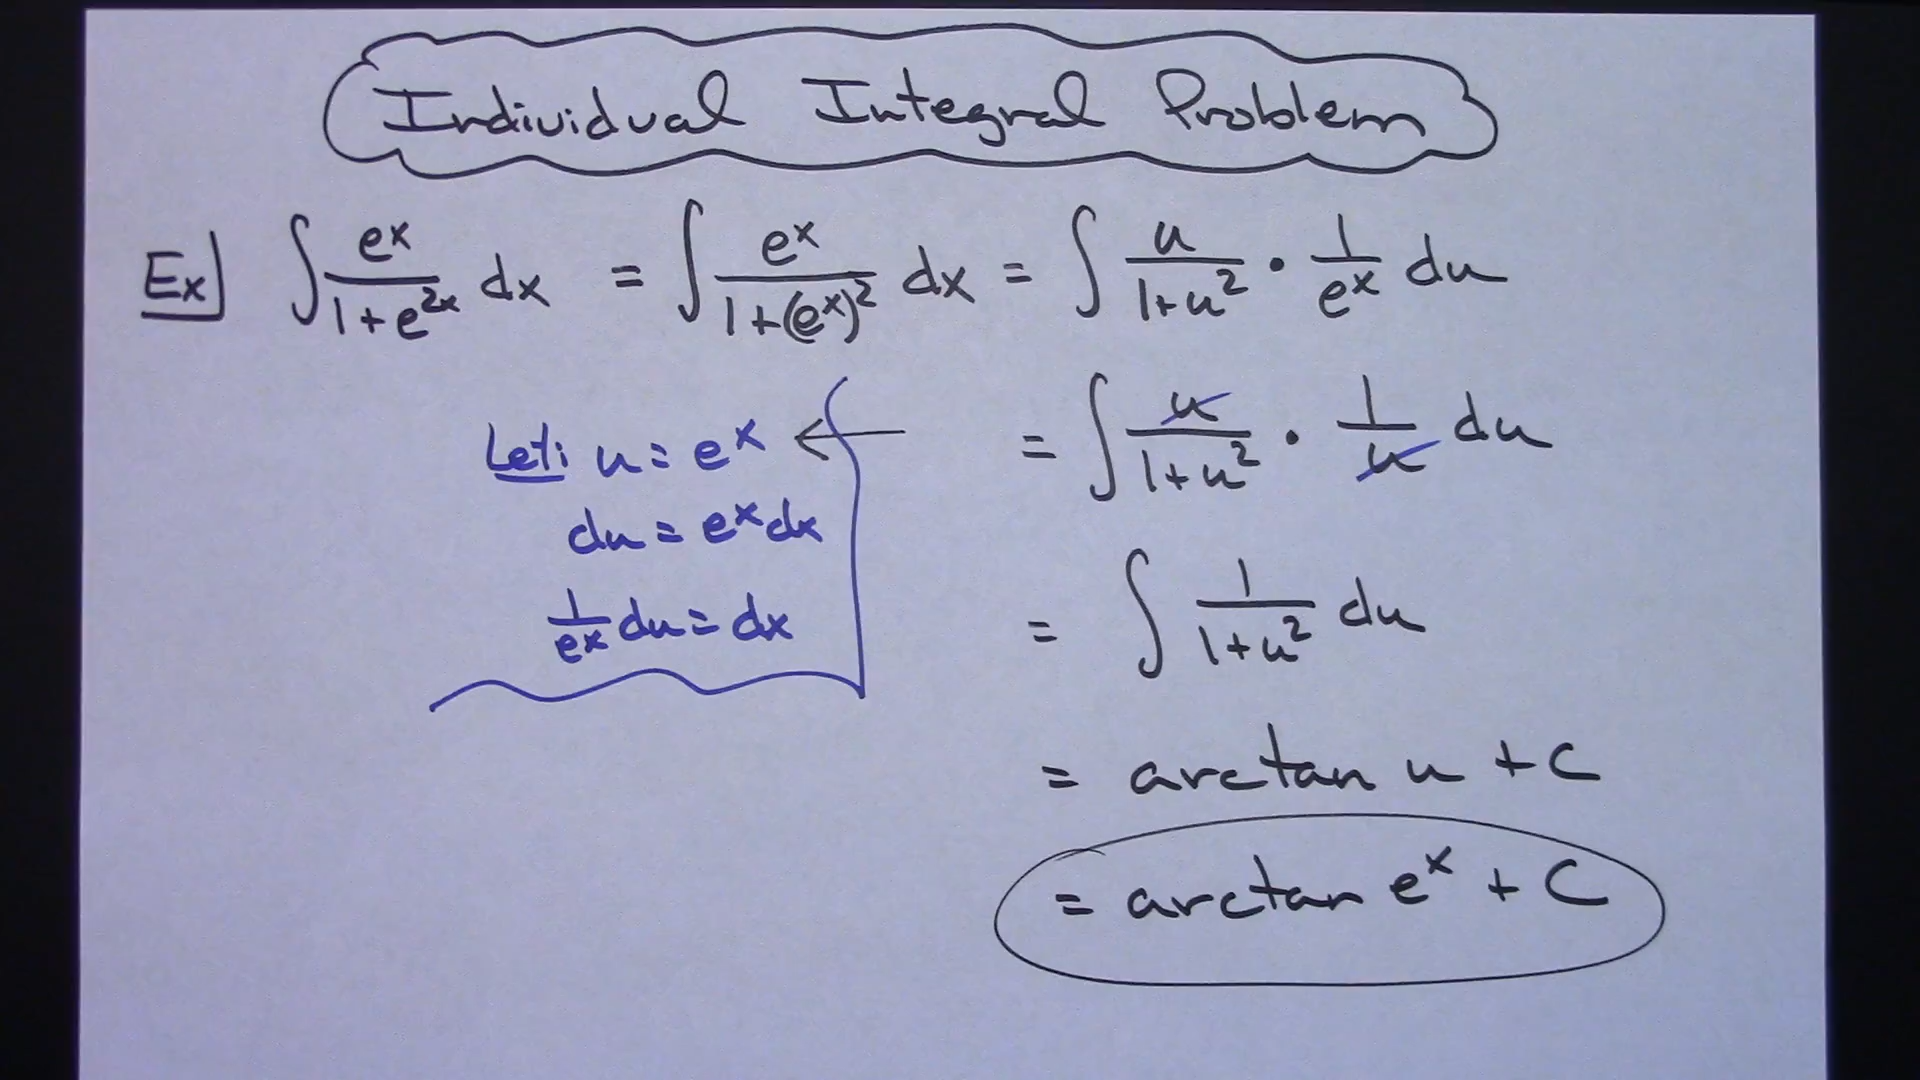 Individual Integral Problem
Ex] ∫ e^x/(1+e^(2x)) dx = ∫ e^x/(1+(e^x)^2) dx = ∫ u/(1+u^2) • 1/e^x du
Let: u = e^x ← = ∫ u/(1+u^2) • 1/u du
du = e^x dx
1/e^x du = dx = ∫ 1/(1+u^2) du
= arctan u + C
= arctan e^x + C